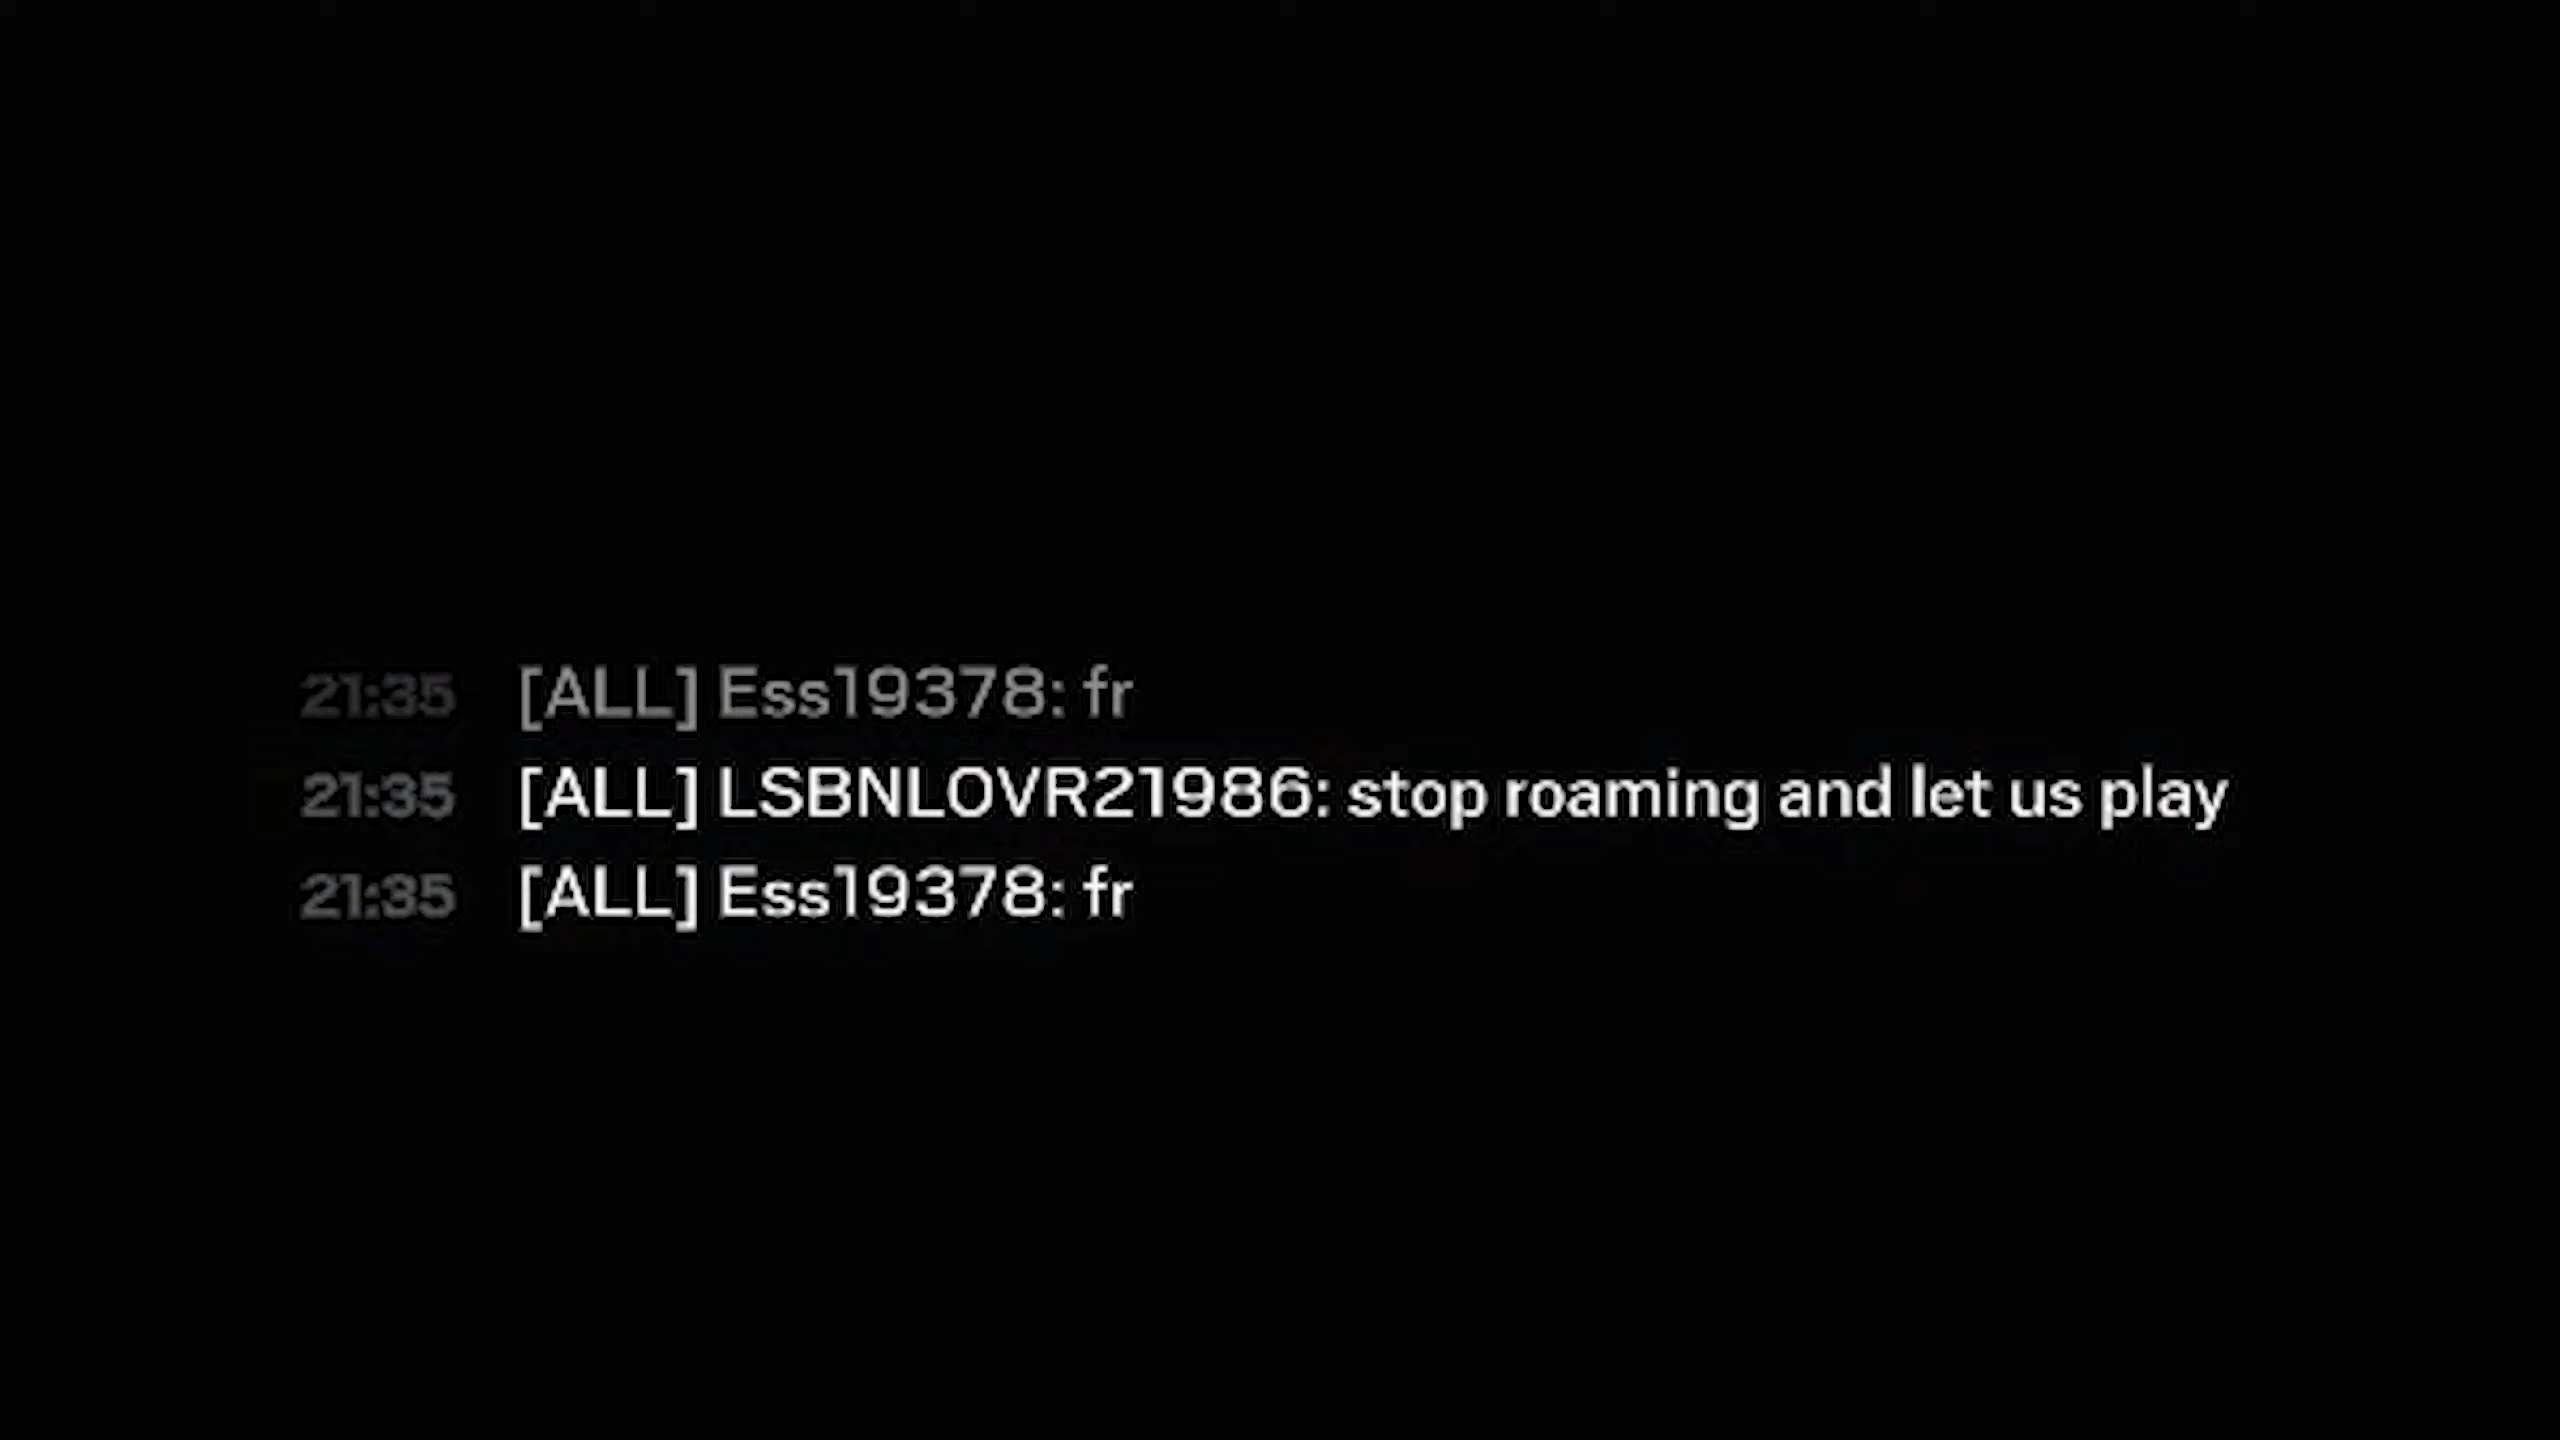 21:35 [ALL] Ess19378: fr
21:35 [ALL] LSBNLOVR21986: stop roaming and let us play
21:35 [ALL] Ess19378: fr